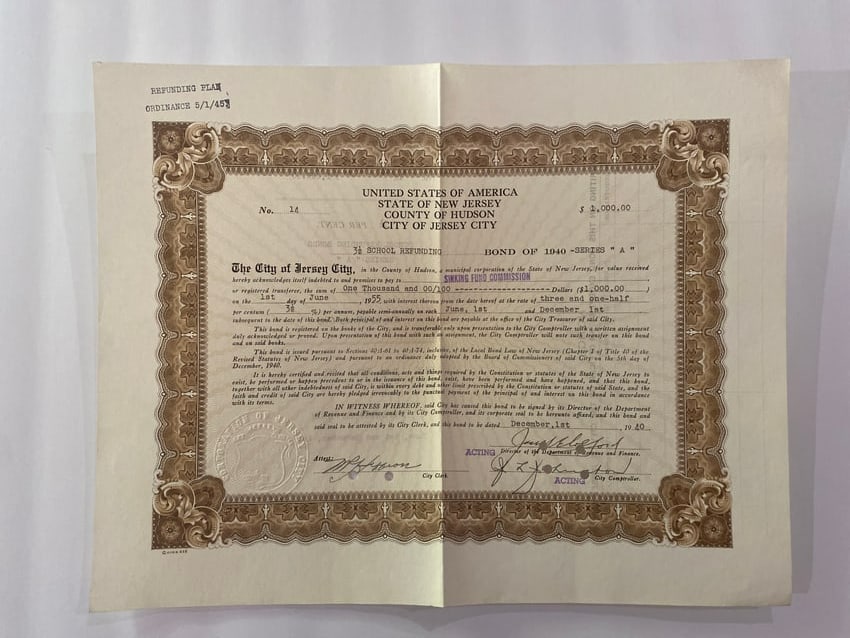 REFUNDING PLAN
ORDINANCE 5/1/45
UNITED STATES OF AMERICA
STATE OF NEW JERSEY
No. 14 COUNTY OF HUDSON $ 1,000.00
CITY OF JERSEY CITY
3½ SCHOOL REFUNDING BOND OF 1940 -SERIES "A"
The City of Jersey City, in the County of Hudson, a municipal corporation of the State of New Jersey, for value received
hereby acknowledges itself indebted to and promises to pay to SINKING FUND COMMISSION
or registered transferee, the sum of One Thousand and 00/100 -------------------- Dollars ($1,000.00 )
on the 1st day of June , 1955 with interest thereon from the date hereof at the rate of three and one-half
per centum ( 3½ %) per annum, payable semi-annually on each June, 1st and December 1st
subsequent to the date of this bond. Both principal of and interest on this bond are payable at the office of the City Treasurer of said City.
This bond is registered on the books of the City, and is transferable only upon presentation to the City Comptroller with a written assignment
duly acknowledged or proved. Upon presentation of this bond with such an assignment, the City Comptroller will note such transfer on this bond
and on said books.
This bond is issued pursuant to Sections 40:1-61 to 40:1-74, inclusive, of the Local Bond Law of New Jersey (Chapter 1 of Title 40 of the
Revised Statutes of New Jersey) and pursuant to an ordinance duly adopted by the Board of Commissioners of said City on the 5th day of
December, 1940.
It is hereby certified and recited that all conditions, acts and things required by the Constitution or statutes of the State of New Jersey to
exist, be performed or happen precedent to or in the issuance of this bond, exist, have been performed and have happened, and that this bond,
together with all other indebtedness of said City, is within every debt and other limit prescribed by the Constitution or statutes of said State, and the
faith and credit of said City are hereby pledged irrevocably to the punctual payment of the principal of and interest on this bond in accordance
with its terms.
IN WITNESS WHEREOF, said City has caused this bond to be signed by its Director of the Department
of Revenue and Finance and by its City Comptroller, and its corporate seal to be hereunto affixed, and this bond and
said seal to be attested by its City Clerk, and this bond to be dated December,1st 1940
ACTING Director of the Department of Revenue and Finance.
Attest:
City Clerk. ACTING City Comptroller.